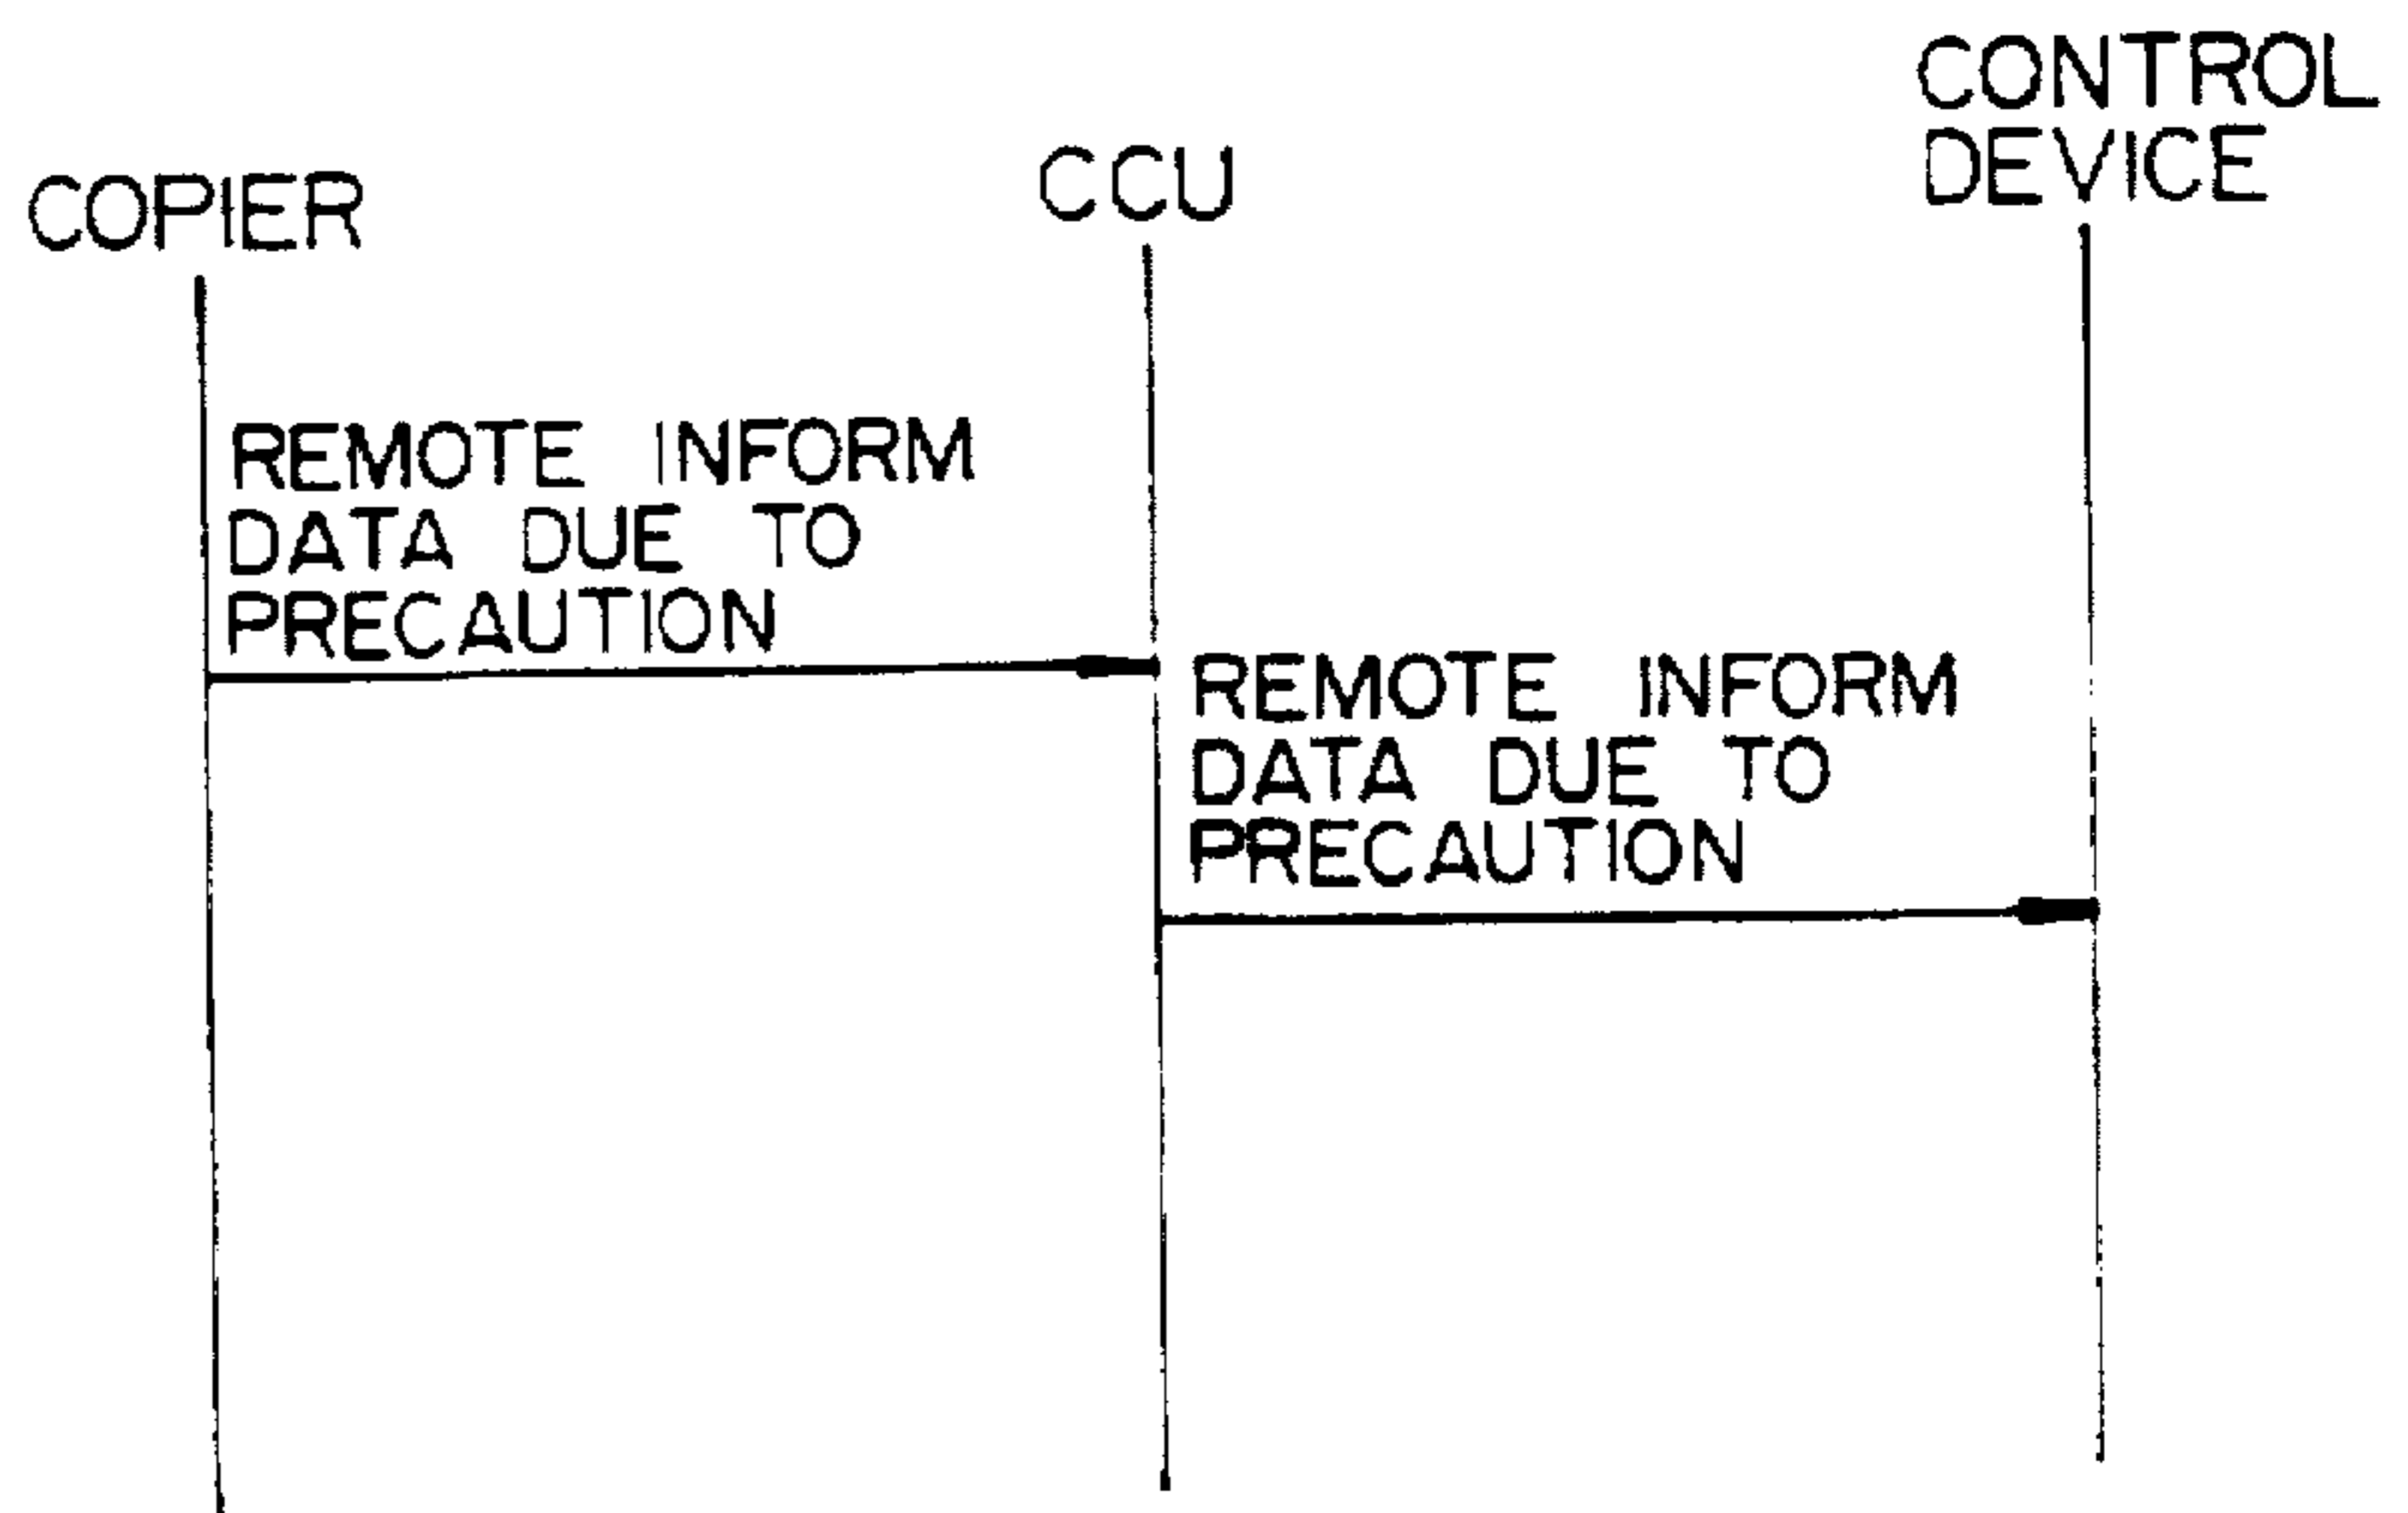 COPIER
CCU
CONTROL
DEVICE
REMOTE INFORM
DATA DUE TO
PRECAUTION
REMOTE INFORM
DATA DUE TO
PRECAUTION